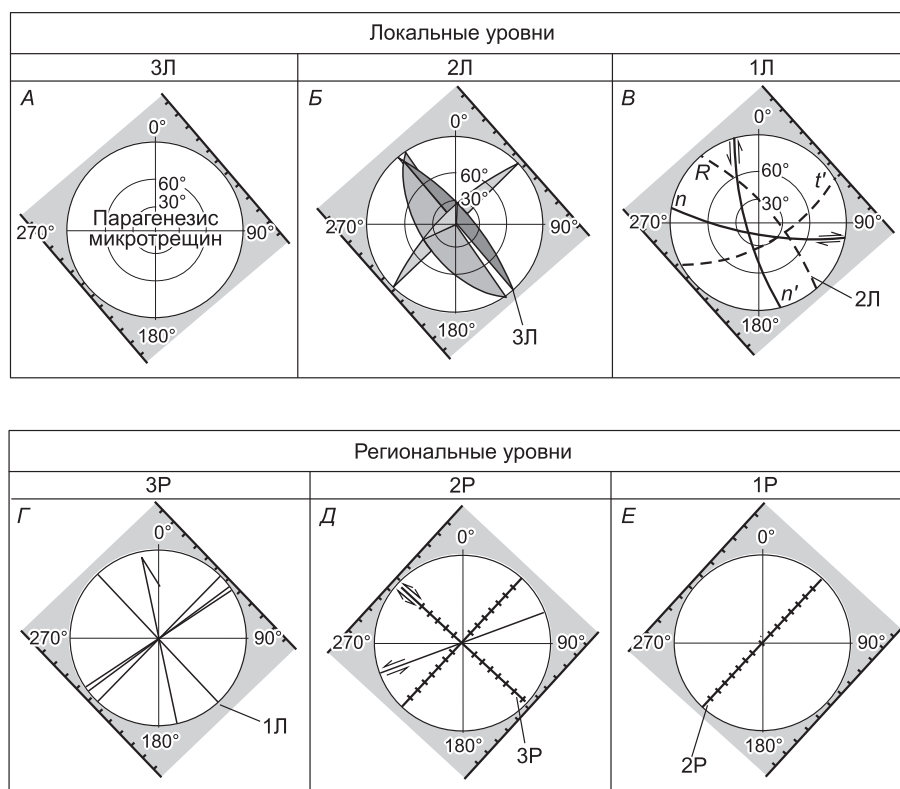 Локальные уровни
3Л 2Л 1Л
А
0°
60°
30°
270°
90°
Парагенезис
микротрещин
180°
Б
0°
60°
30°
270°
90°
180°
3Л
В
0°
R
60°
t'
n
30°
270°
90°
n'
2Л
180°
Региональные уровни
3Р 2Р 1Р
Г
0°
270°
90°
180°
1Л
Д
0°
270°
90°
180°
3Р
Е
0°
270°
90°
180°
2Р